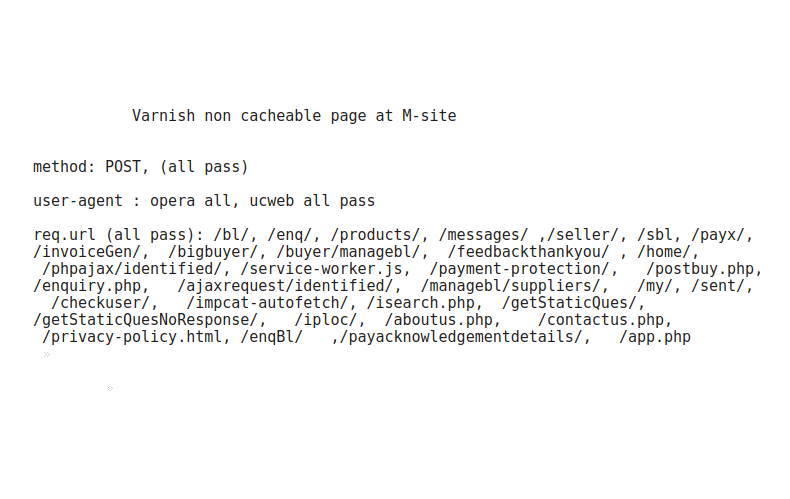 Varnish non cacheable page at M-site
method: POST, (all pass)
user-agent : opera all, ucweb all pass
req.url (all pass): /bl/, /enq/, /products/, /messages/ ,/seller/, /sbl, /payx/,
/invoiceGen/,  /bigbuyer/, /buyer/managebl/,  /feedbackthankyou/ , /home/,
/phpajax/identified/, /service-worker.js,  /payment-protection/,   /postbuy.php,
/enquiry.php,   /ajaxrequest/identified/,  /managebl/suppliers/,   /my/, /sent/,
/checkuser/,   /impcat-autofetch/, /isearch.php,  /getStaticQues/,
/getStaticQuesNoResponse/,   /iploc/,  /aboutus.php,    /contactus.php,
/privacy-policy.html, /enqBl/   ,/payacknowledgementdetails/,   /app.php
»
»